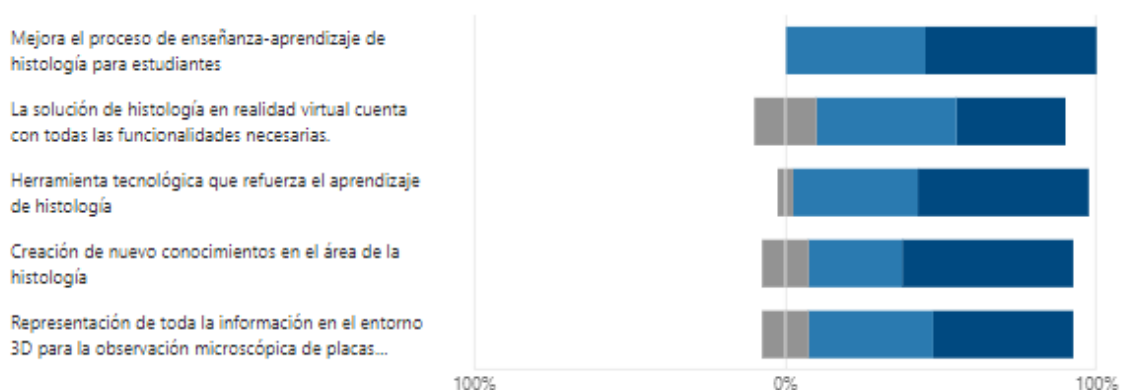 Mejora el proceso de enseñanza-aprendizaje de
histología para estudiantes
La solución de histología en realidad virtual cuenta
con todas las funcionalidades necesarias.
Herramienta tecnológica que refuerza el aprendizaje
de histología
Creación de nuevo conocimientos en el área de la
histología
Representación de toda la información en el entorno
3D para la observación microscópica de placas...
100% 0% 100%